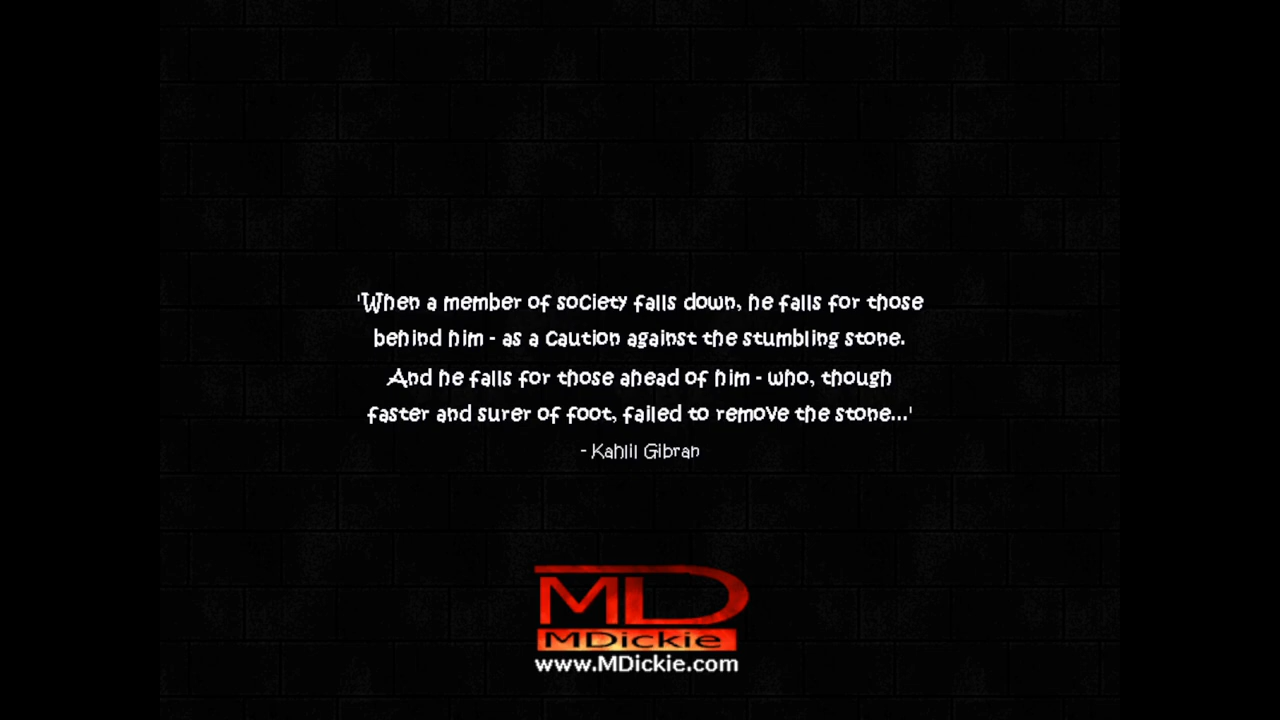 'When a member of society falls down, he falls for those
behind him - as a caution against the stumbling stone.
And he falls for those ahead of him - who, though
faster and surer of foot, failed to remove the stone...'
- Kahlil Gibran
MD
MDickie
www.MDickie.com